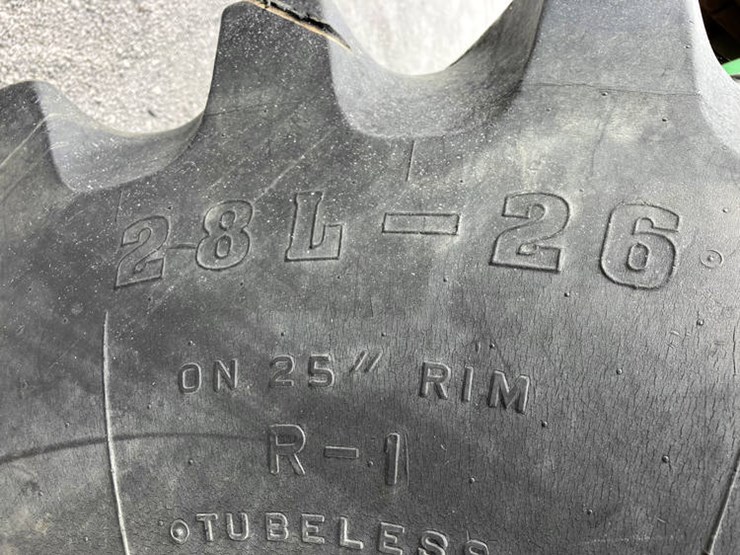 28L-26
ON 25" RIM
R-1
TUBELESS